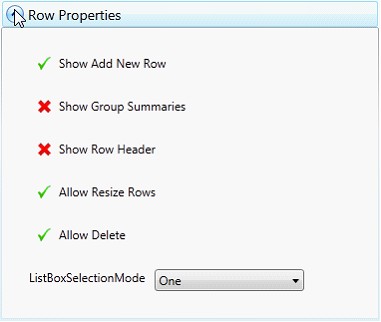 Row Properties
Show Add New Row
Show Group Summaries
Show Row Header
Allow Resize Rows
Allow Delete
ListBoxSelectionMode One